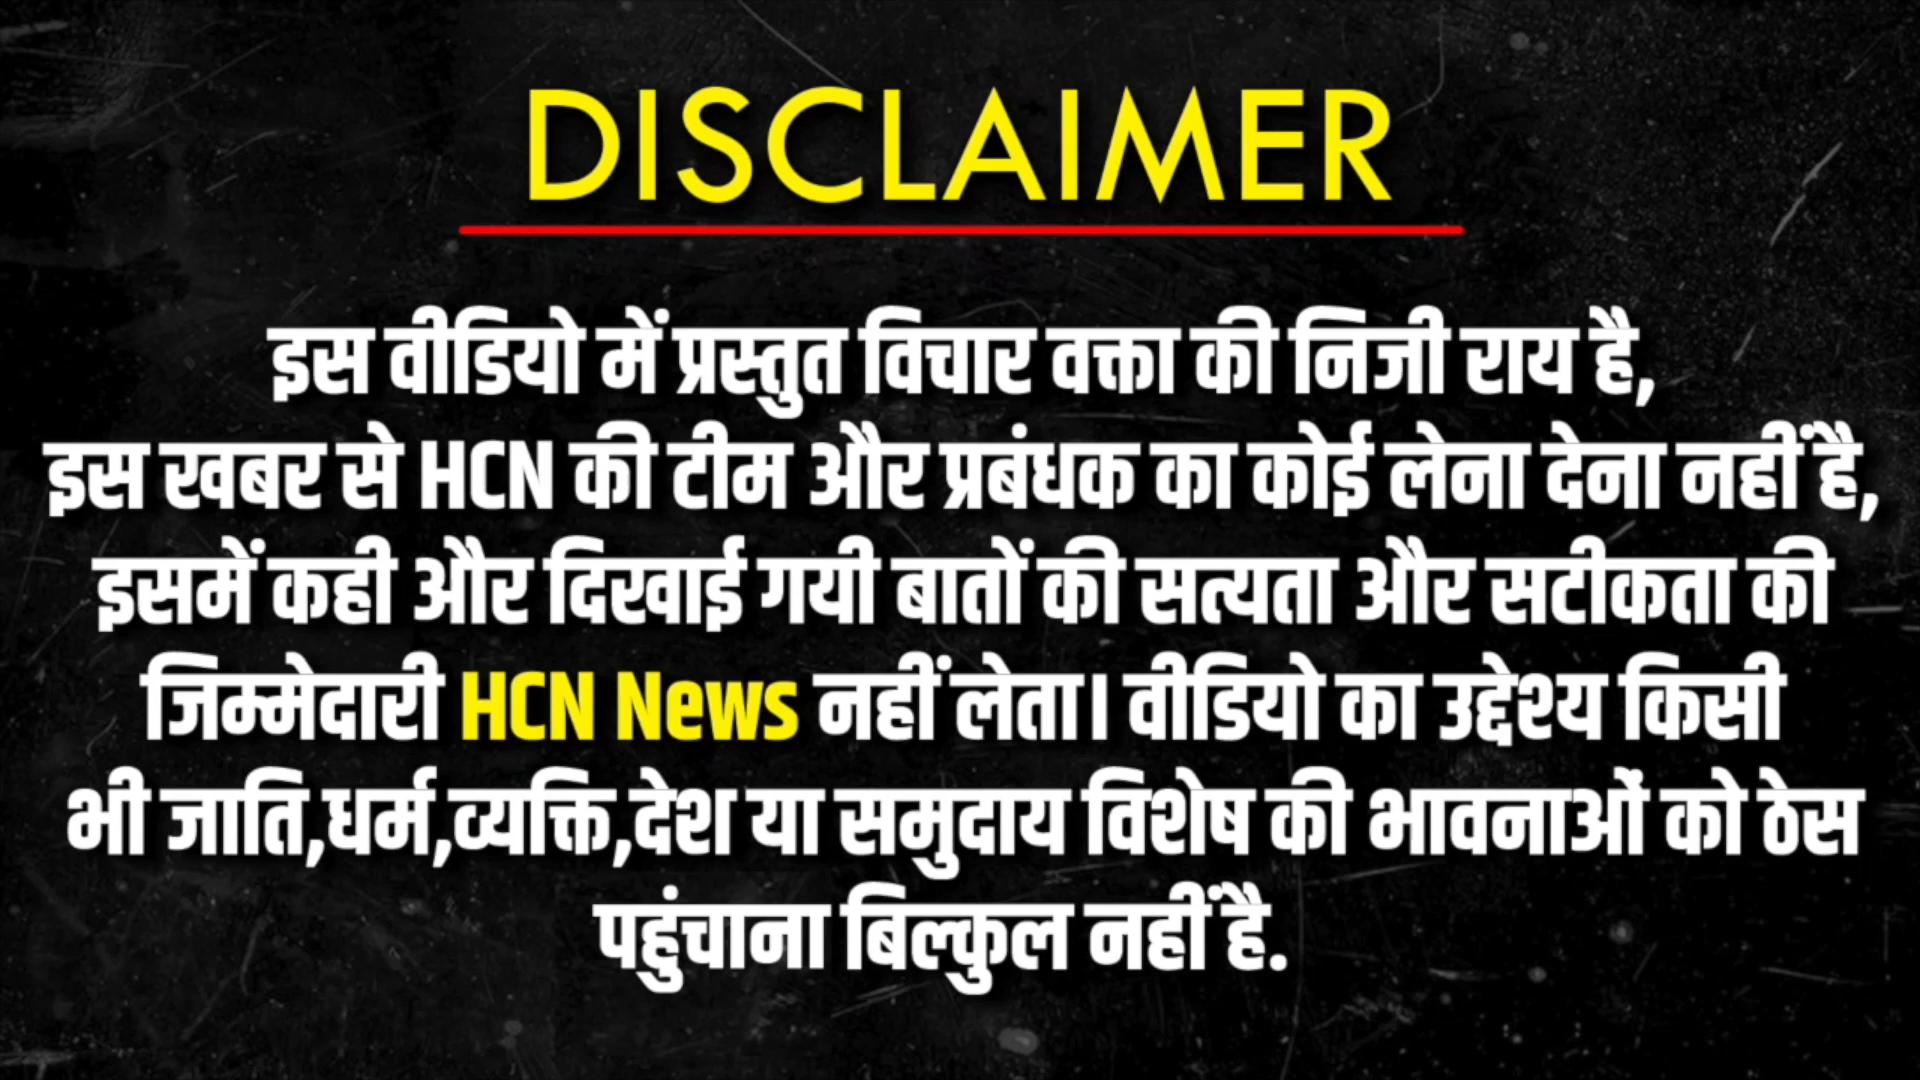 DISCLAIMER
इस वीडियो में प्रस्तुत विचार वक्ता की निजी राय है,
इस खबर से HCN की टीम और प्रबंधक का कोई लेना देना नहीं है,
इसमें कही और दिखाई गयी बातों की सत्यता और सटीकता की
जिम्मेदारी HCN News नहीं लेता। वीडियो का उद्देश्य किसी
भी जाति,धर्म,व्यक्ति,देश या समुदाय विशेष की भावनाओं को ठेस
पहुंचाना बिल्कुल नहीं है.